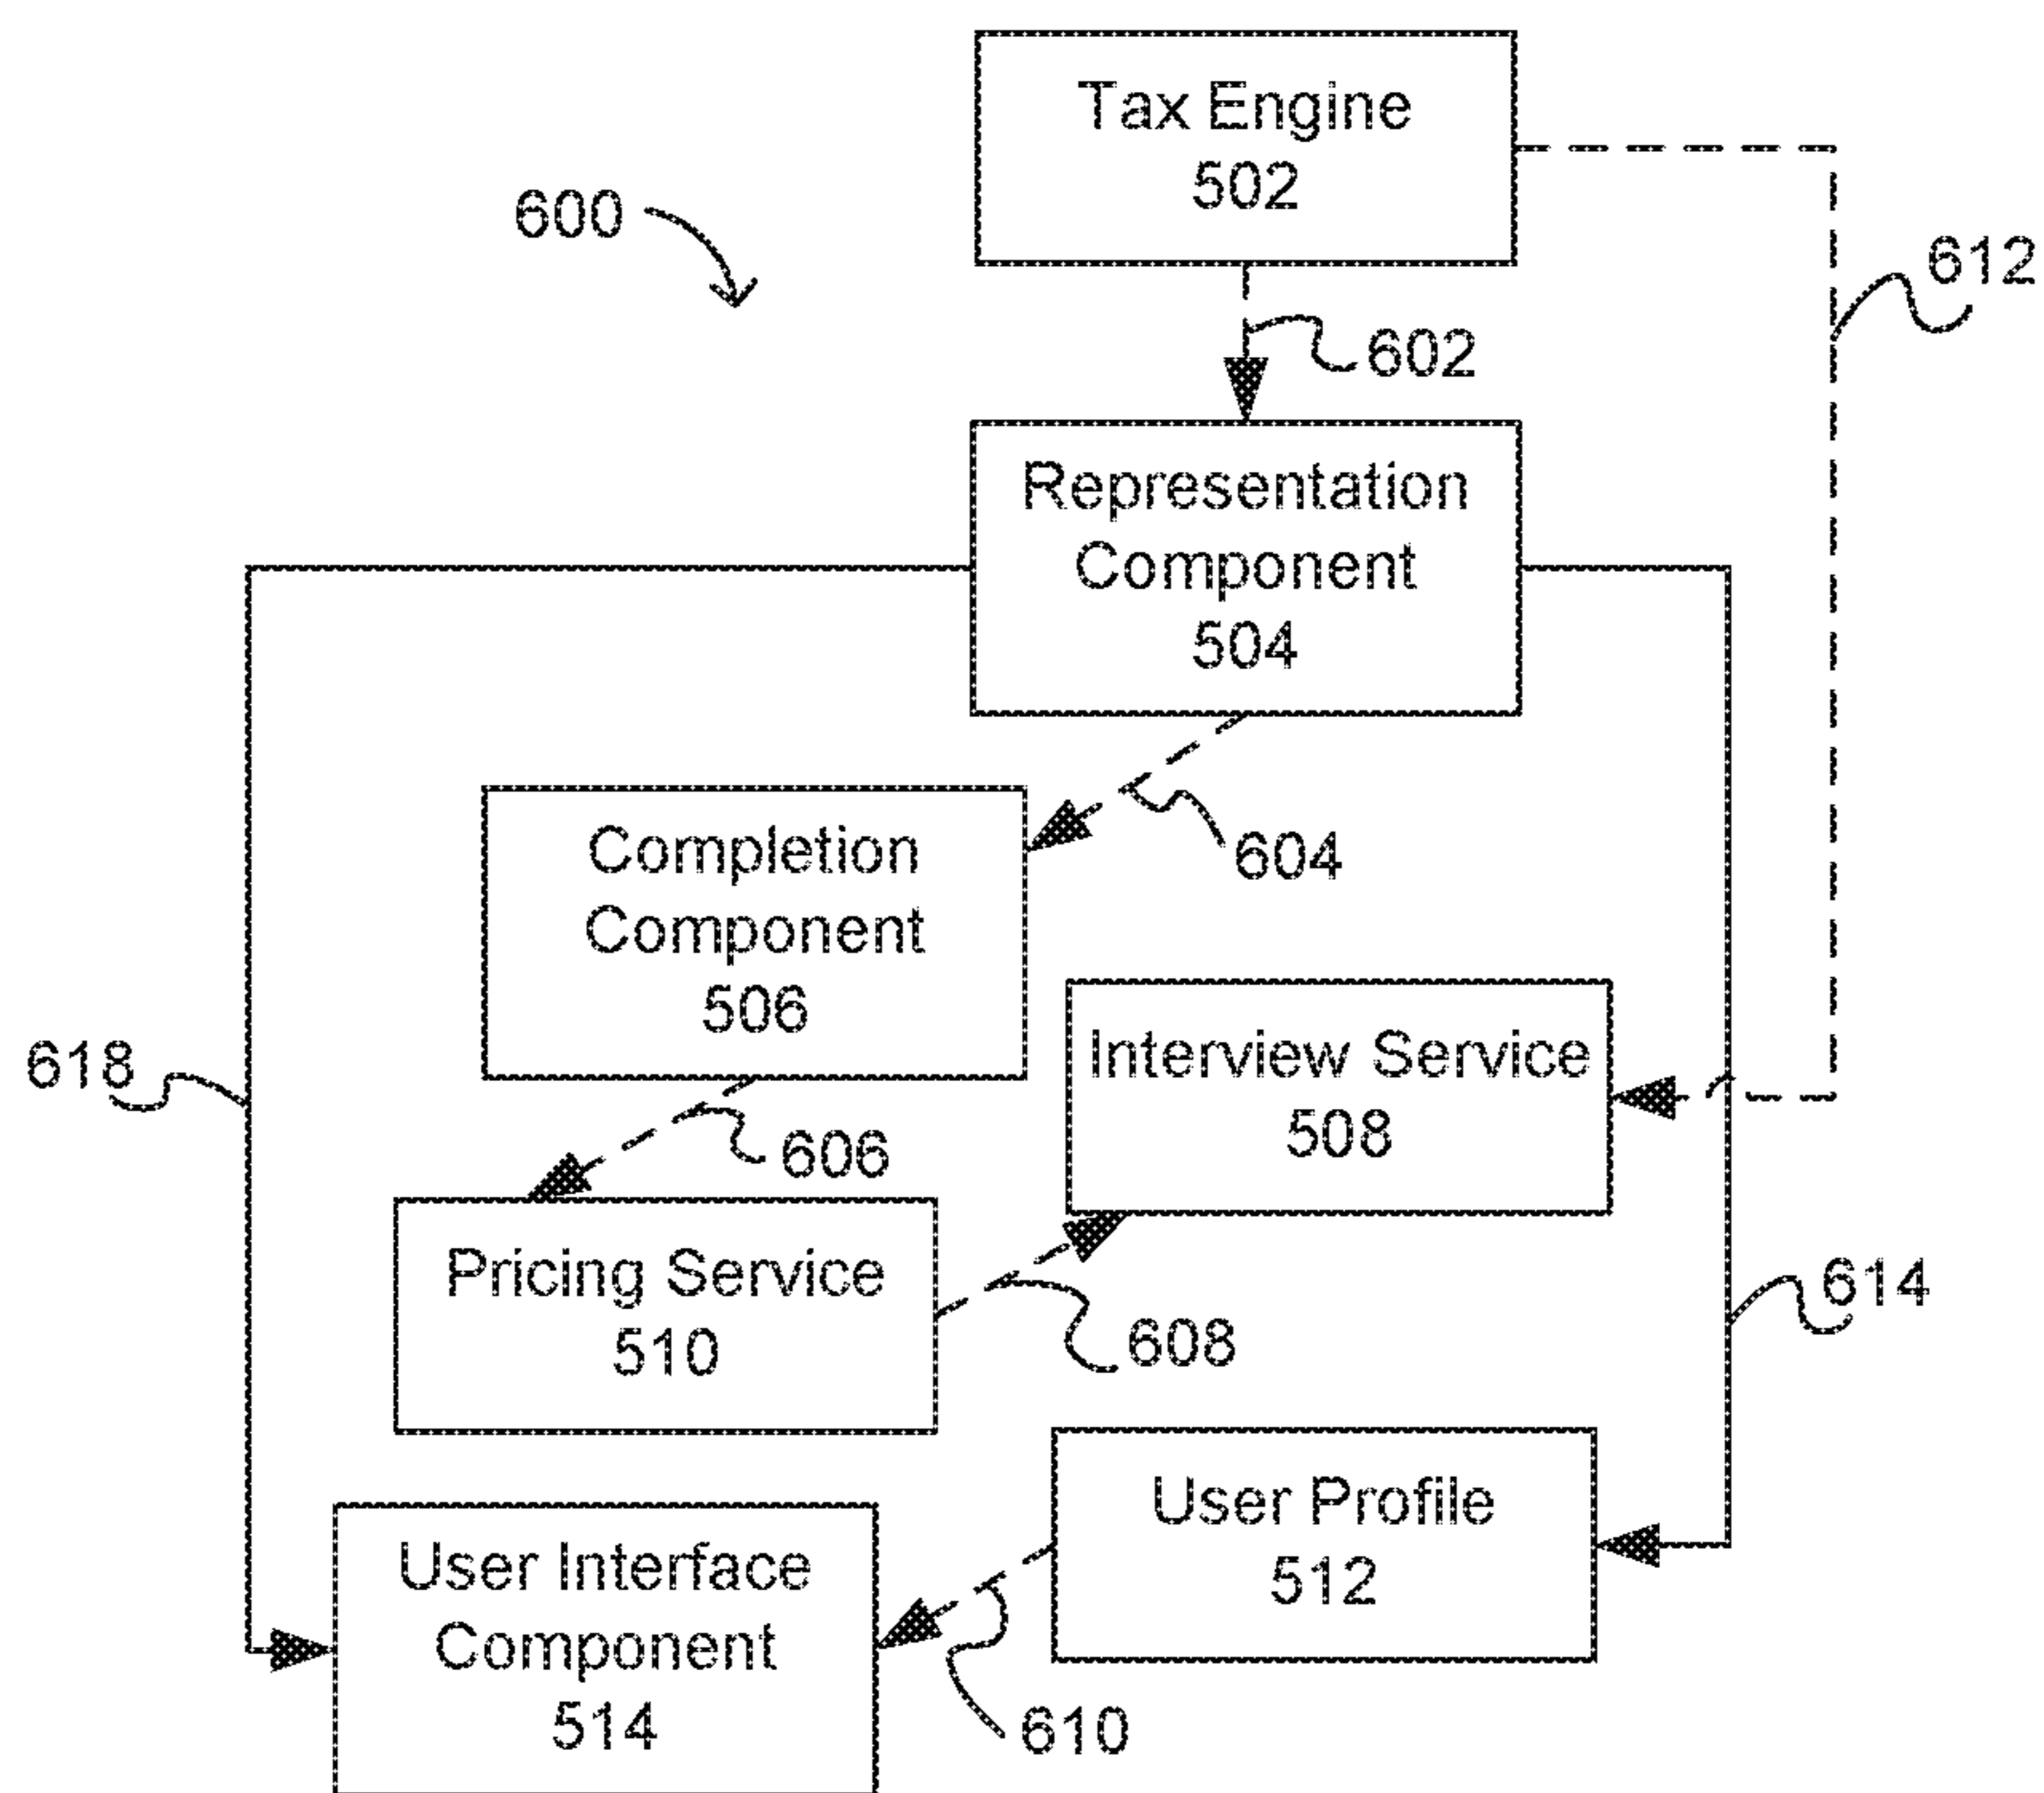 Tax Engine
502
600
612
602
Representation
Component
504
604
Completion
Component
506
Interview Service
508
618
606
Pricing Service
510
608
614
User Profile
512
User Interface
Component
514
610